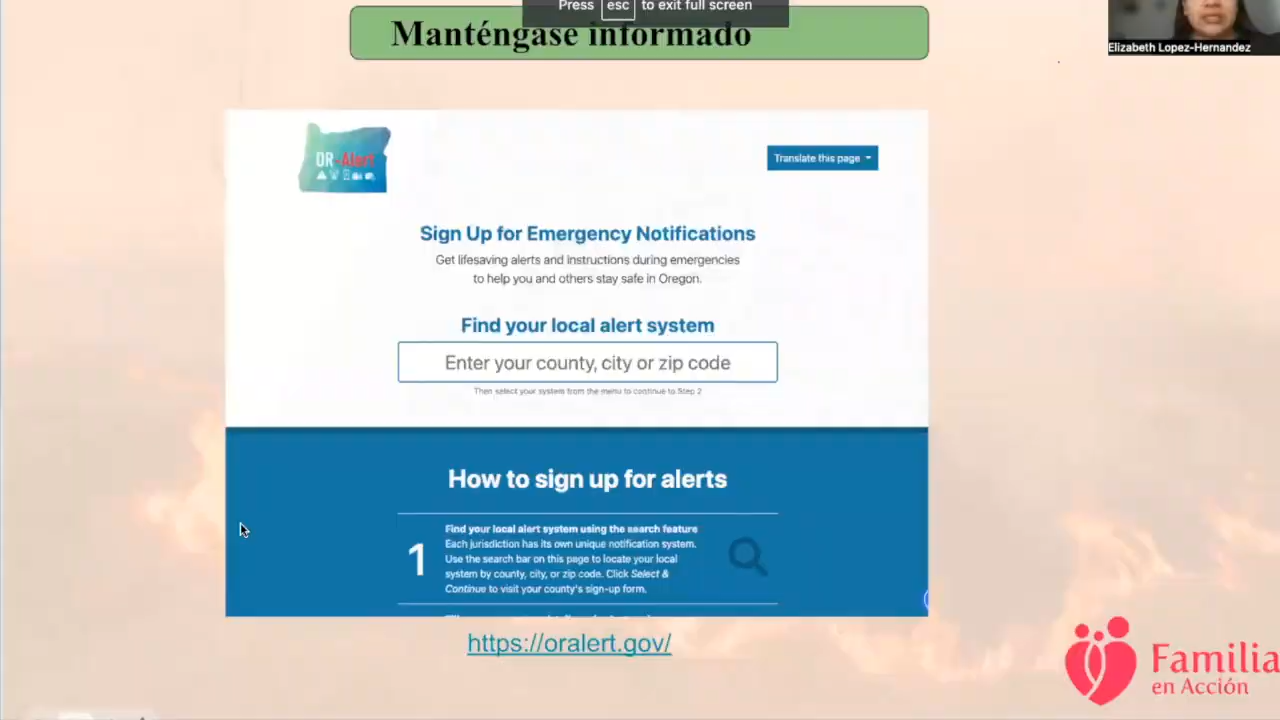 Press esc to exit full screen
Manténgase informado
Elizabeth Lopez-Hernandez
OR-Alert
Translate this page
Sign Up for Emergency Notifications
Get lifesaving alerts and instructions during emergencies
to help you and others stay safe in Oregon.
Find your local alert system
Enter your county, city or zip code
Then select your system from the menu to continue to Step 2
How to sign up for alerts
1
Find your local alert system using the search feature
Each jurisdiction has its own unique notification system.
Use the search bar on this page to locate your local
system by county, city, or zip code. Click Select &
Continue to visit your county's sign-up form.
https://oralert.gov/
Familia
en Acción